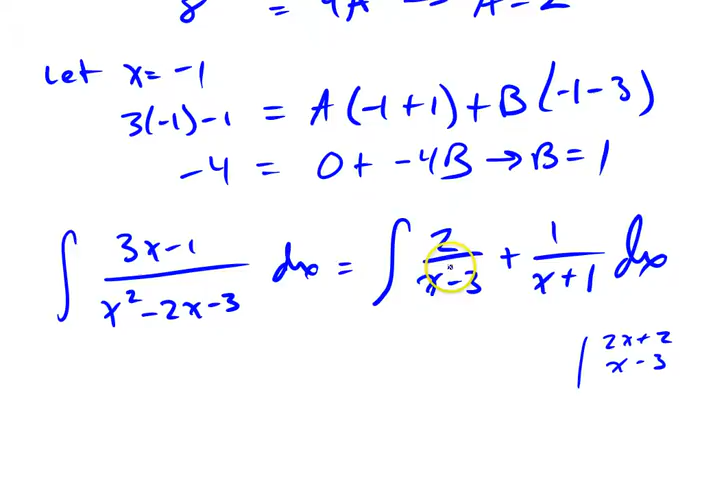 8 = 4A → A = 2
Let x = -1
3(-1)-1 = A(-1+1)+B(-1-3)
-4 = 0+ -4B → B = 1
∫ (3x-1)/(x²-2x-3) dx = ∫ 2/(x-3) + 1/(x+1) dx
2x+2
x-3